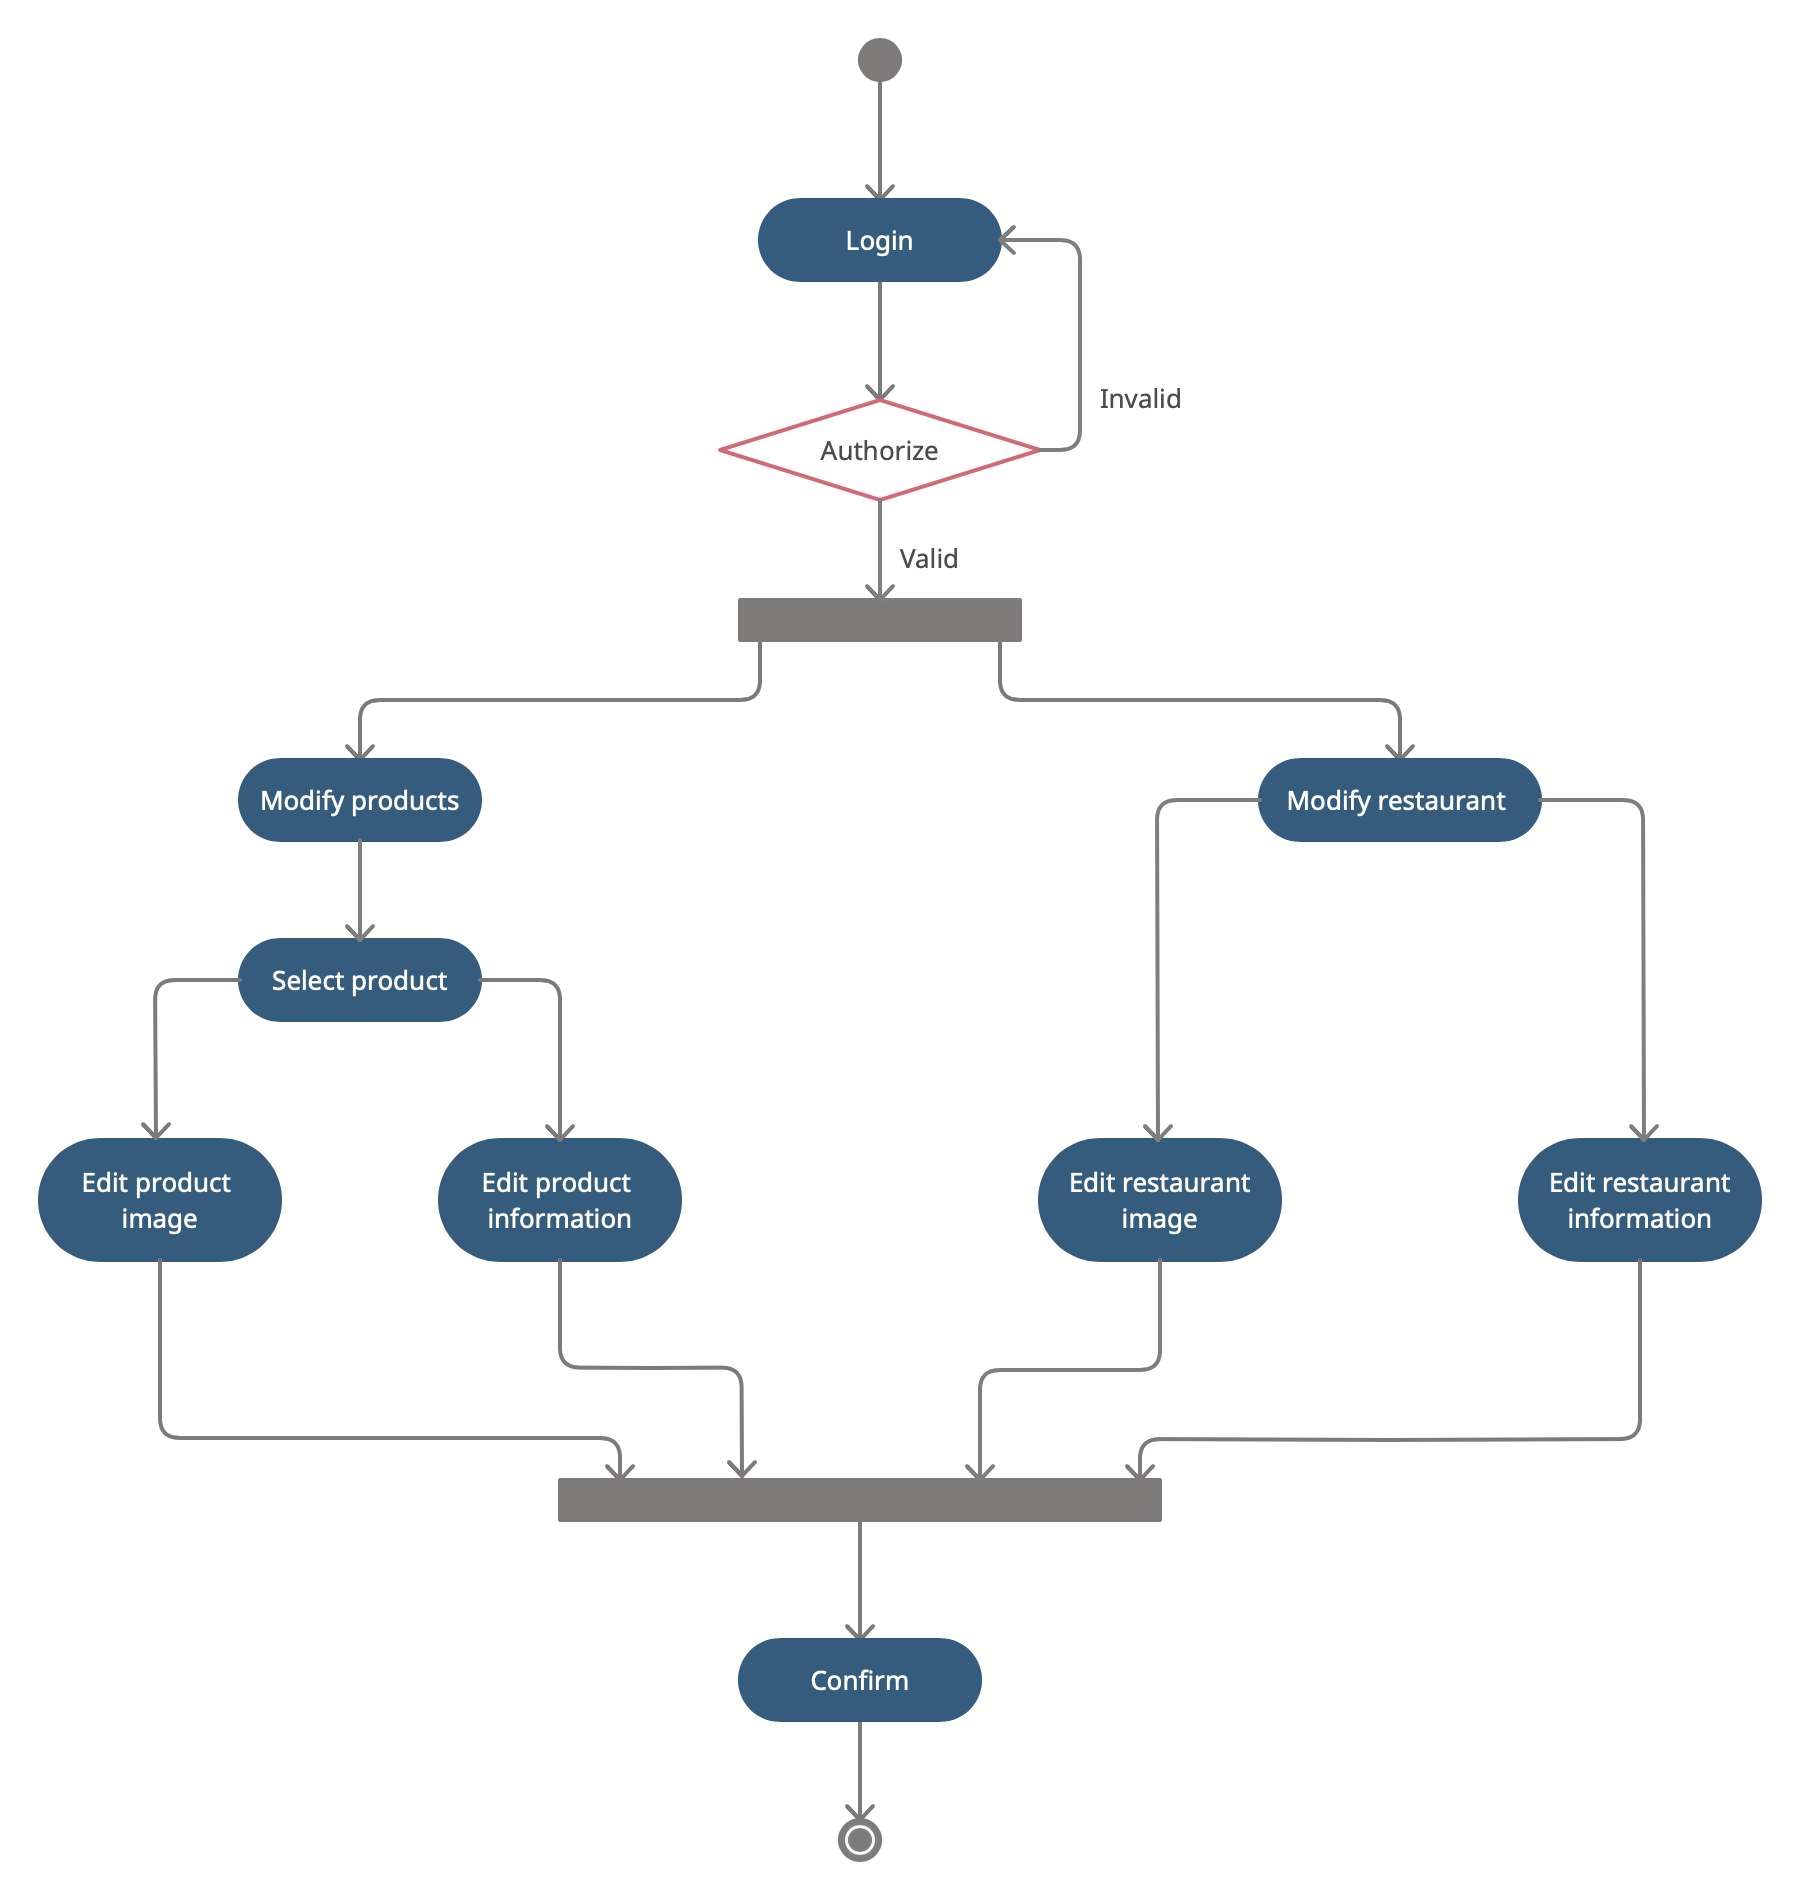 Login
Invalid
Authorize
Valid
Modify products
Modify restaurant
Select product
Edit product
image
Edit product
information
Edit restaurant
image
Edit restaurant
information
Confirm